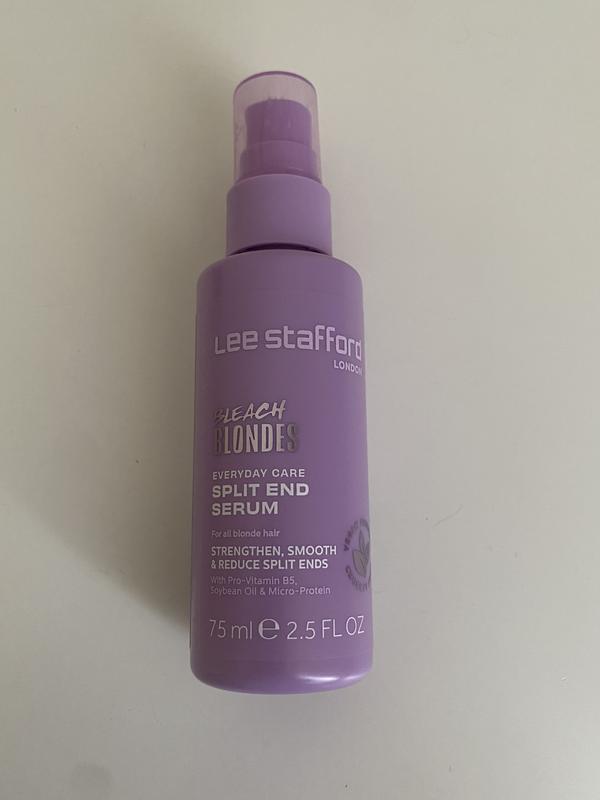 Lee stafford
LONDON
BLEACH
BLONDES
EVERYDAY CARE
SPLIT END
SERUM
For all blonde hair
STRENGTHEN, SMOOTH
& REDUCE SPLIT ENDS
With Pro-Vitamin B5,
Soybean Oil & Micro-Protein
75 ml ℮ 2.5 FL OZ